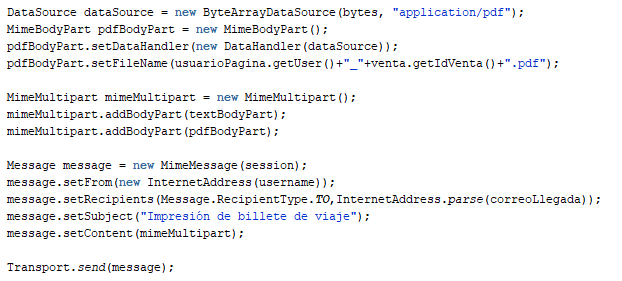 DataSource dataSource = new ByteArrayDataSource(bytes, "application/pdf");
MimeBodyPart pdfBodyPart = new MimeBodyPart();
pdfBodyPart.setDataHandler(new DataHandler(dataSource));
pdfBodyPart.setFileName(usuarioPagina.getUser()+"_"+venta.getIdVenta()+".pdf");
MimeMultipart mimeMultipart = new MimeMultipart();
mimeMultipart.addBodyPart(textBodyPart);
mimeMultipart.addBodyPart(pdfBodyPart);
Message message = new MimeMessage(session);
message.setFrom(new InternetAddress(username));
message.setRecipients(Message.RecipientType.TO,InternetAddress.parse(correoLlegada));
message.setSubject("Impresión de billete de viaje");
message.setContent(mimeMultipart);
Transport.send(message);